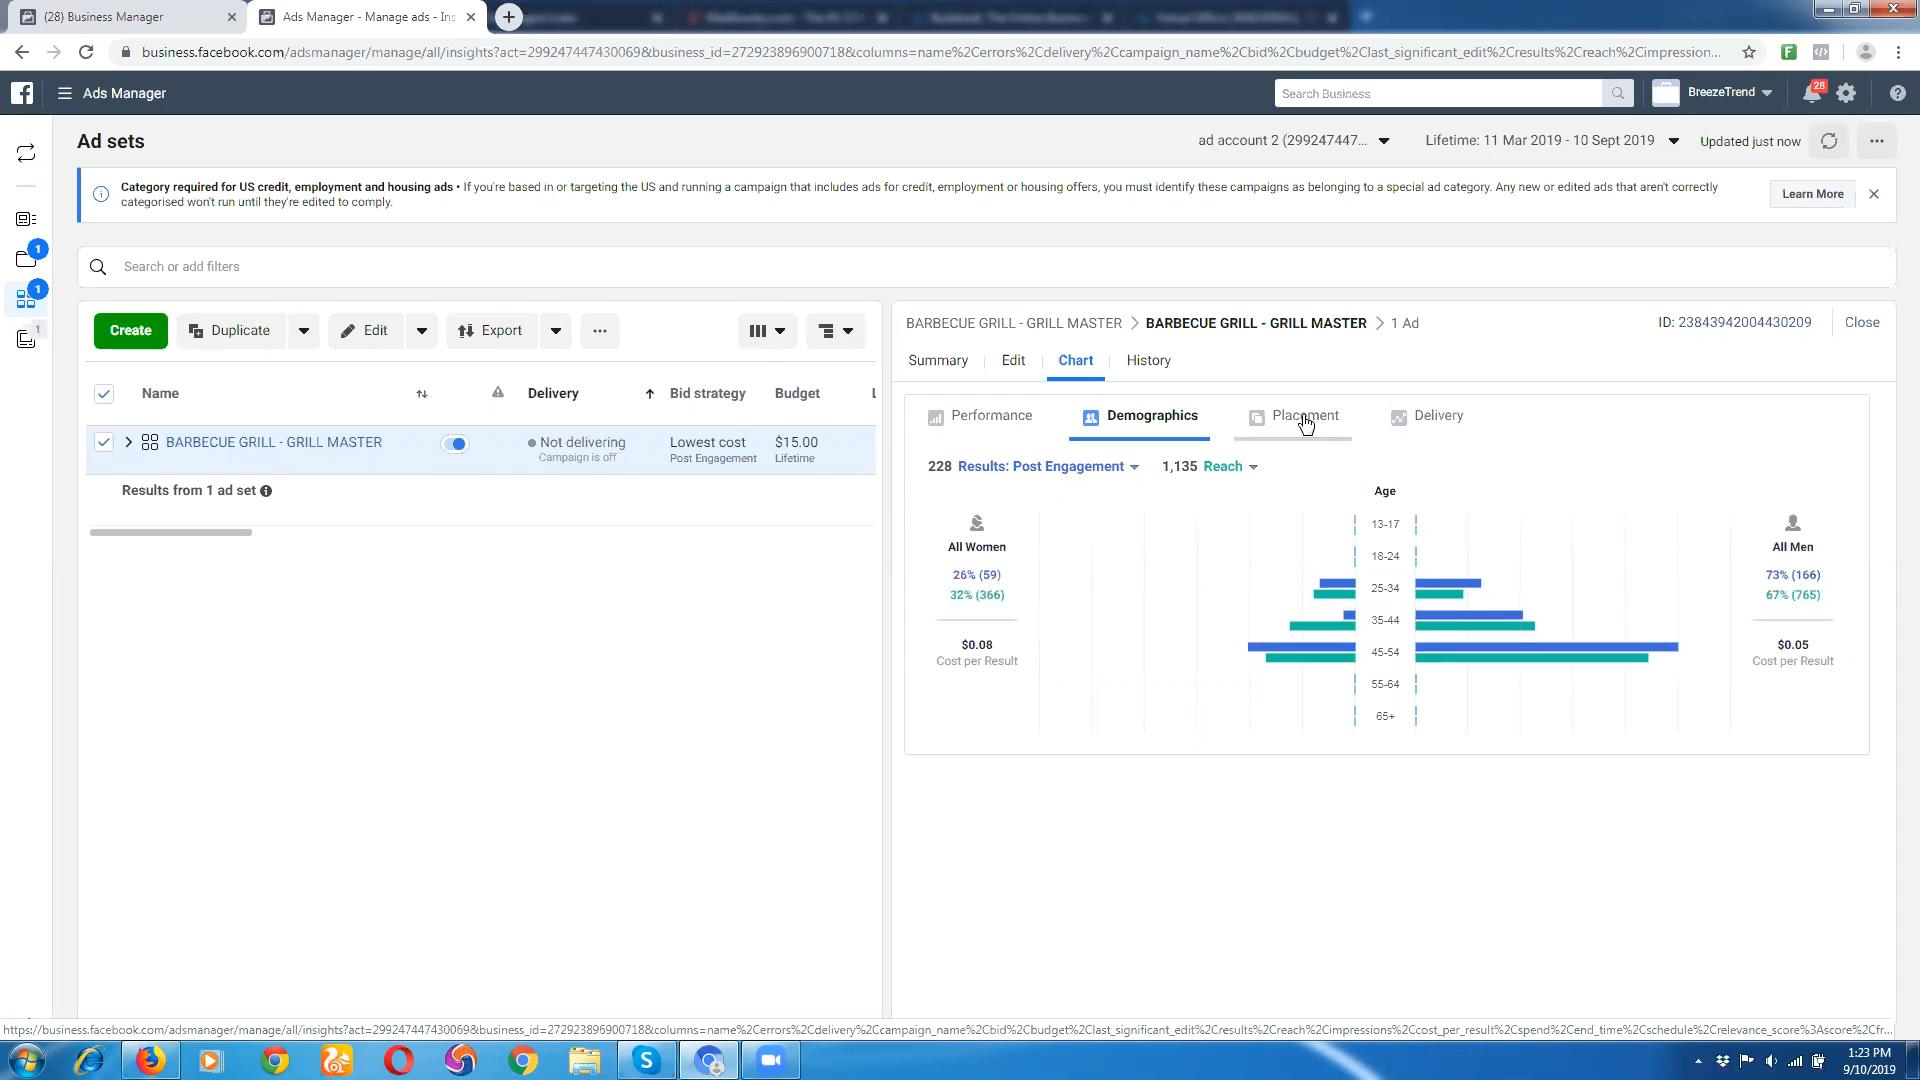 (28) Business Manager
Ads Manager - Manage ads - Ins
business.facebook.com/adsmanager/manage/all/insights?act=299247447430069&business_id=272923896900718&columns=name%2Cerrors%2Cdelivery%2Ccampaign_name%2Cbid%2Cbudget%2Clast_significant_edit%2Cresults%2Creach%2Cimpression...
Ads Manager
Search Business
BreezeTrend
28
Ad sets
ad account 2 (299247447...
Lifetime: 11 Mar 2019 - 10 Sept 2019
Updated just now
Category required for US credit, employment and housing ads • If you're based in or targeting the US and running a campaign that includes ads for credit, employment or housing offers, you must identify these campaigns as belonging to a special ad category. Any new or edited ads that aren't correctly
categorised won't run until they're edited to comply.
Learn More
1
1
1
Search or add filters
Create
Duplicate
Edit
Export
Name
Delivery
Bid strategy
Budget
L
BARBECUE GRILL - GRILL MASTER
Not delivering
Campaign is off
Lowest cost
Post Engagement
$15.00
Lifetime
Results from 1 ad set
BARBECUE GRILL - GRILL MASTER > BARBECUE GRILL - GRILL MASTER > 1 Ad
ID: 23843942004430209
Close
Summary
Edit
Chart
History
Performance
Demographics
Placement
Delivery
228 Results: Post Engagement
1,135 Reach
Age
All Women
26% (59)
32% (366)
$0.08
Cost per Result
13-17
18-24
25-34
35-44
45-54
55-64
65+
All Men
73% (166)
67% (765)
$0.05
Cost per Result
https://business.facebook.com/adsmanager/manage/all/insights?act=299247447430069&business_id=272923896900718&columns=name%2Cerrors%2Cdelivery%2Ccampaign_name%2Cbid%2Cbudget%2Clast_significant_edit%2Cresults%2Creach%2Cimpressions%2Ccost_per_result%2Cspend%2Cend_time%2Cschedule%2Crelevance_score%3Ascore%2Cfr...
1:23 PM
9/10/2019